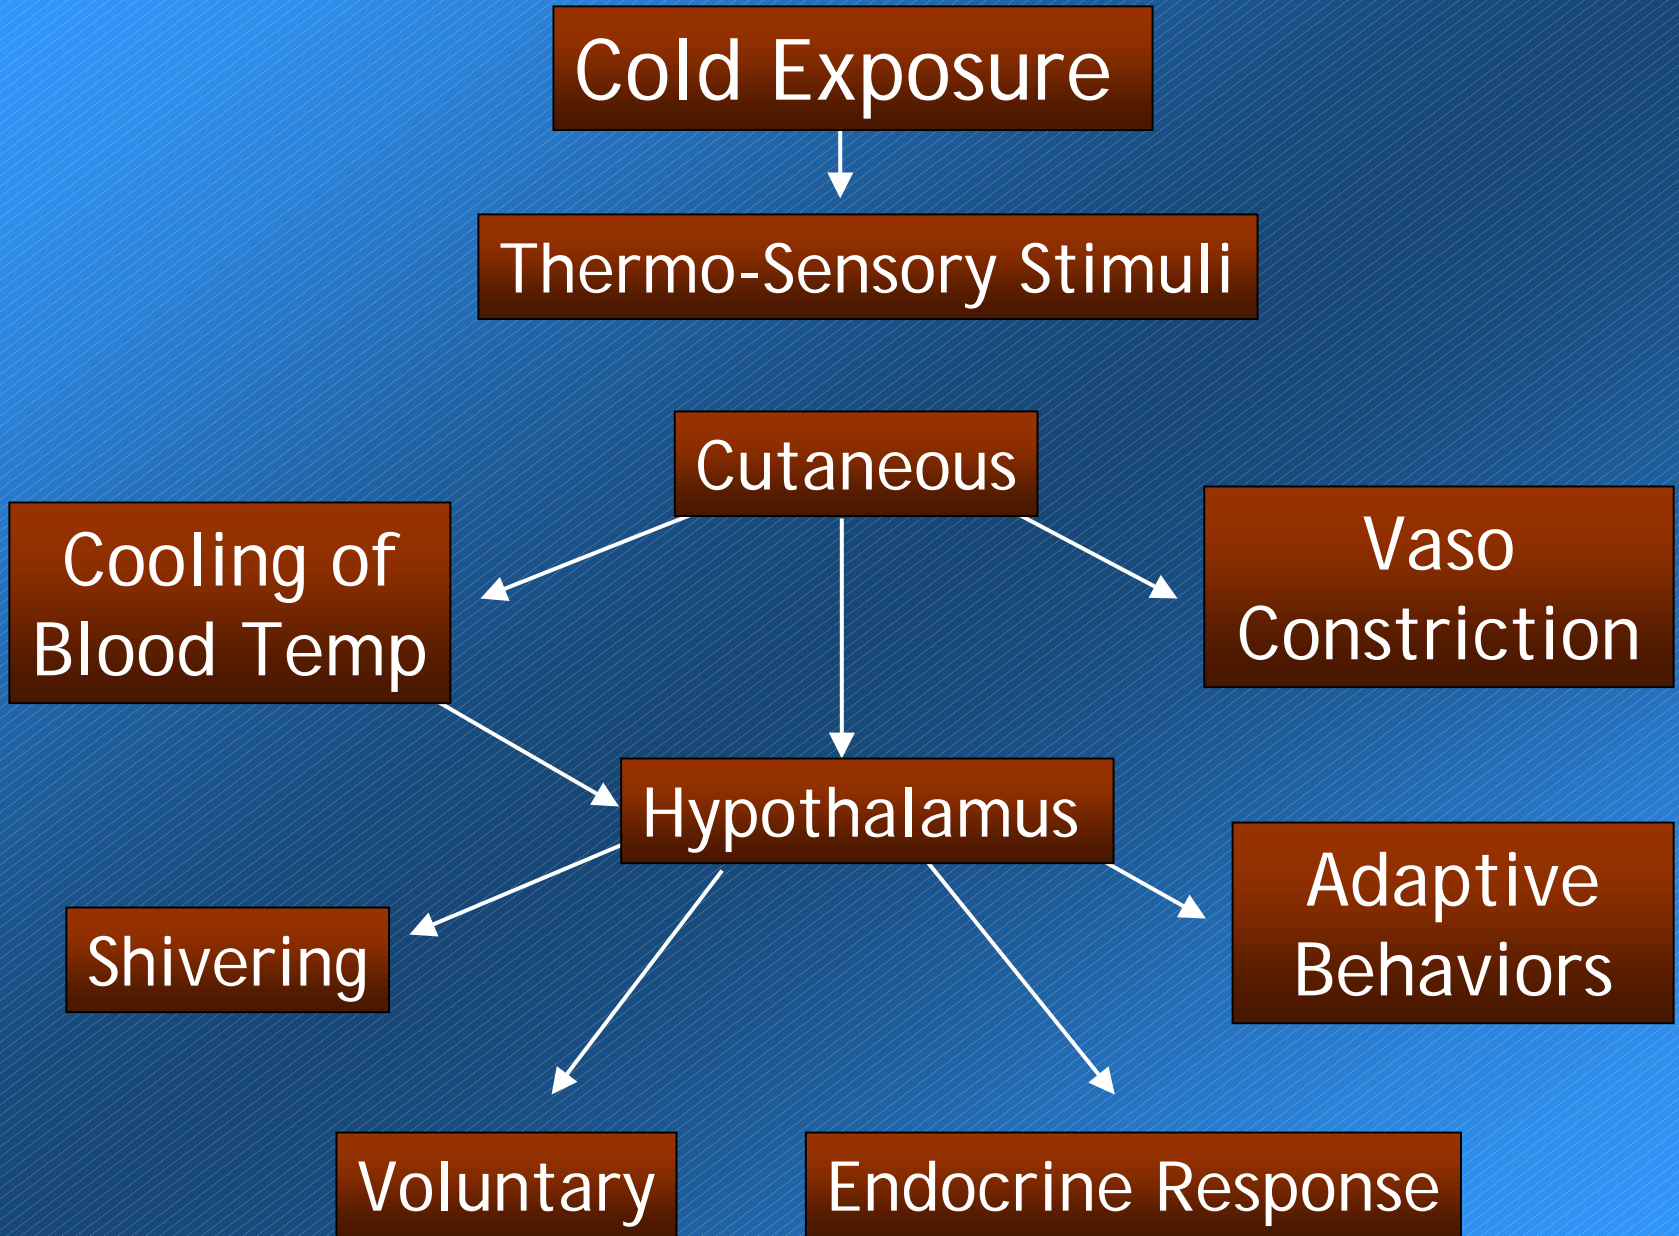 Cold Exposure
Thermo-Sensory Stimuli
Cutaneous
Cooling of
Blood Temp
Vaso
Constriction
Hypothalamus
Shivering
Adaptive
Behaviors
Voluntary
Endocrine Response